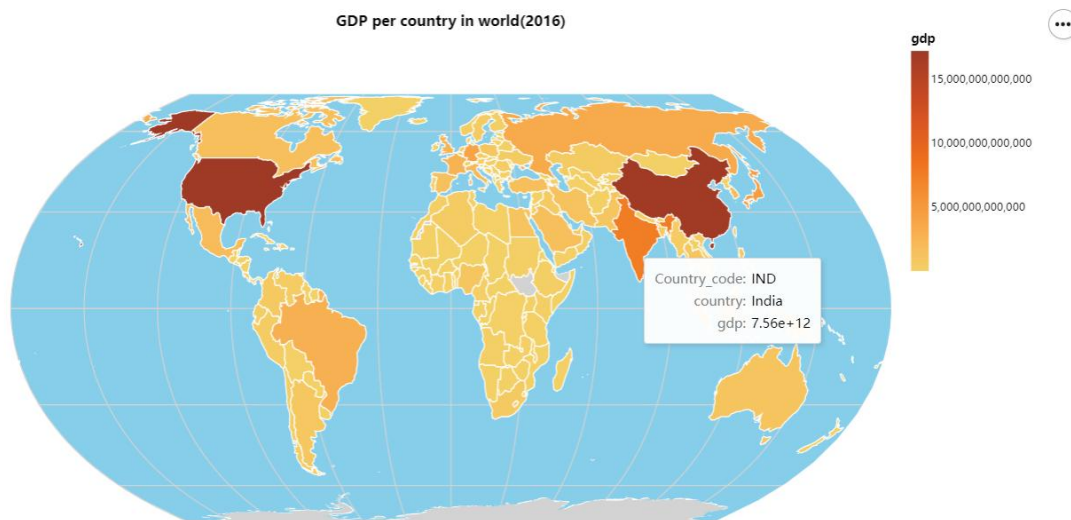 GDP per country in world(2016)
•••
gdp
15,000,000,000,000
10,000,000,000,000
5,000,000,000,000
Country_code: IND
country: India
gdp: 7.56e+12